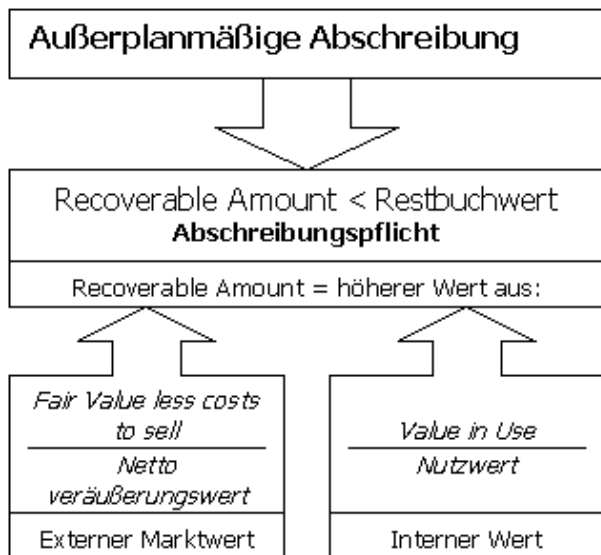 Außerplanmäßige Abschreibung
Recoverable Amount < Restbuchwert
Abschreibungspflicht
Recoverable Amount = höherer Wert aus:
Fair Value less costs
to sell
Netto
veräußerungswert
Externer Marktwert
Value in Use
Nutzwert
Interner Wert